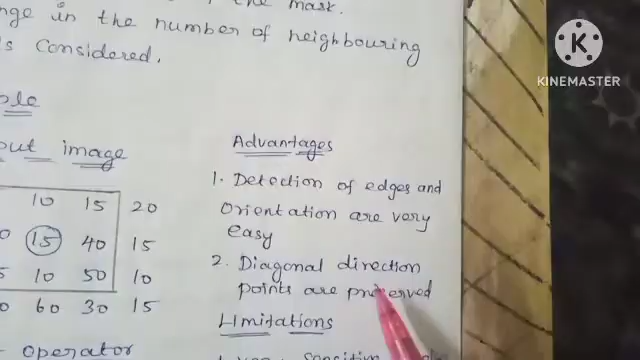 the mask.
nge in the number of neighbouring
s considered.
ple
put image
10 15 20
15 40 15
10 50 10
0 60 30 15
operator
Advantages
1. Detection of edges and
orientation are very
easy
2. Diagonal direction
points are preserved
Limitations
KINEMASTER